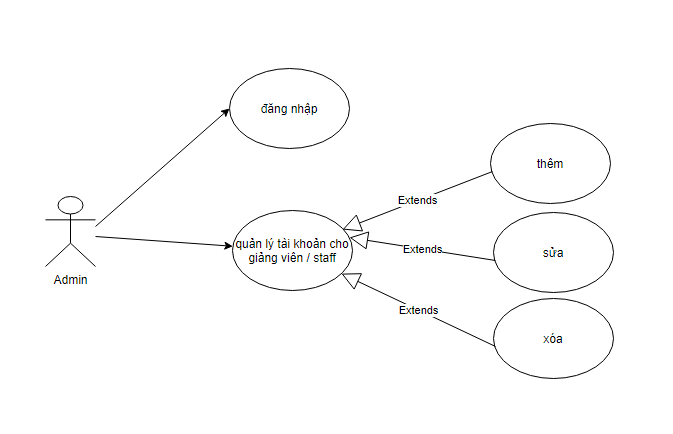 đăng nhập
thêm
Extends
quản lý tài khoản cho
giảng viên / staff
Extends
sửa
Admin
Extends
xóa